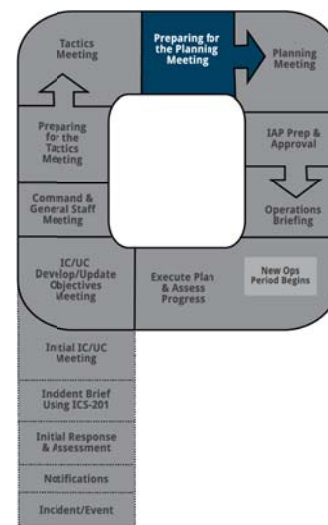 Tactics
Meeting
Preparing for
the Planning
Meeting
Planning
Meeting
Preparing
for the
Tactics
Meeting
IAP Prep &
Approval
Command &
General Staff
Meeting
Operations
Briefing
IC/UC
Develop/Update
Objectives
Meeting
Execute Plan
& Assess
Progress
New Ops
Period Begins
Initial IC/UC
Meeting
Incident Brief
Using ICS-201
Initial Response
& Assessment
Notifications
Incident/Event